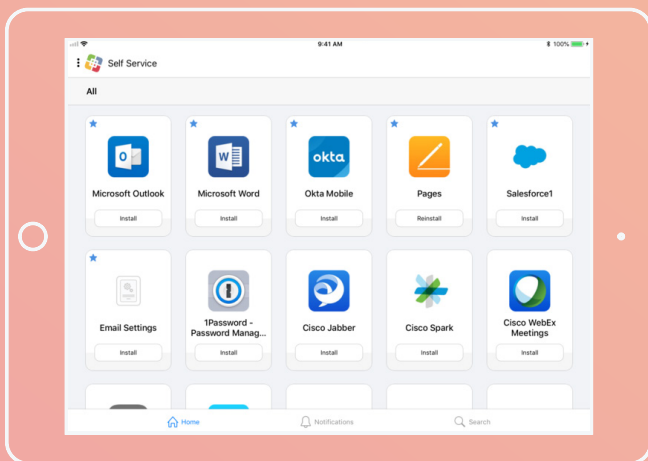 9:41 AM
100%
Self Service
All
Microsoft Outlook
Microsoft Word
okta
Okta Mobile
Pages
Salesforce1
Install
Install
Install
Reinstall
Install
Email Settings
1Password -
Password Manag...
Cisco Jabber
Cisco Spark
Cisco WebEx
Meetings
Install
Install
Install
Install
Install
Home
Notifications
Search